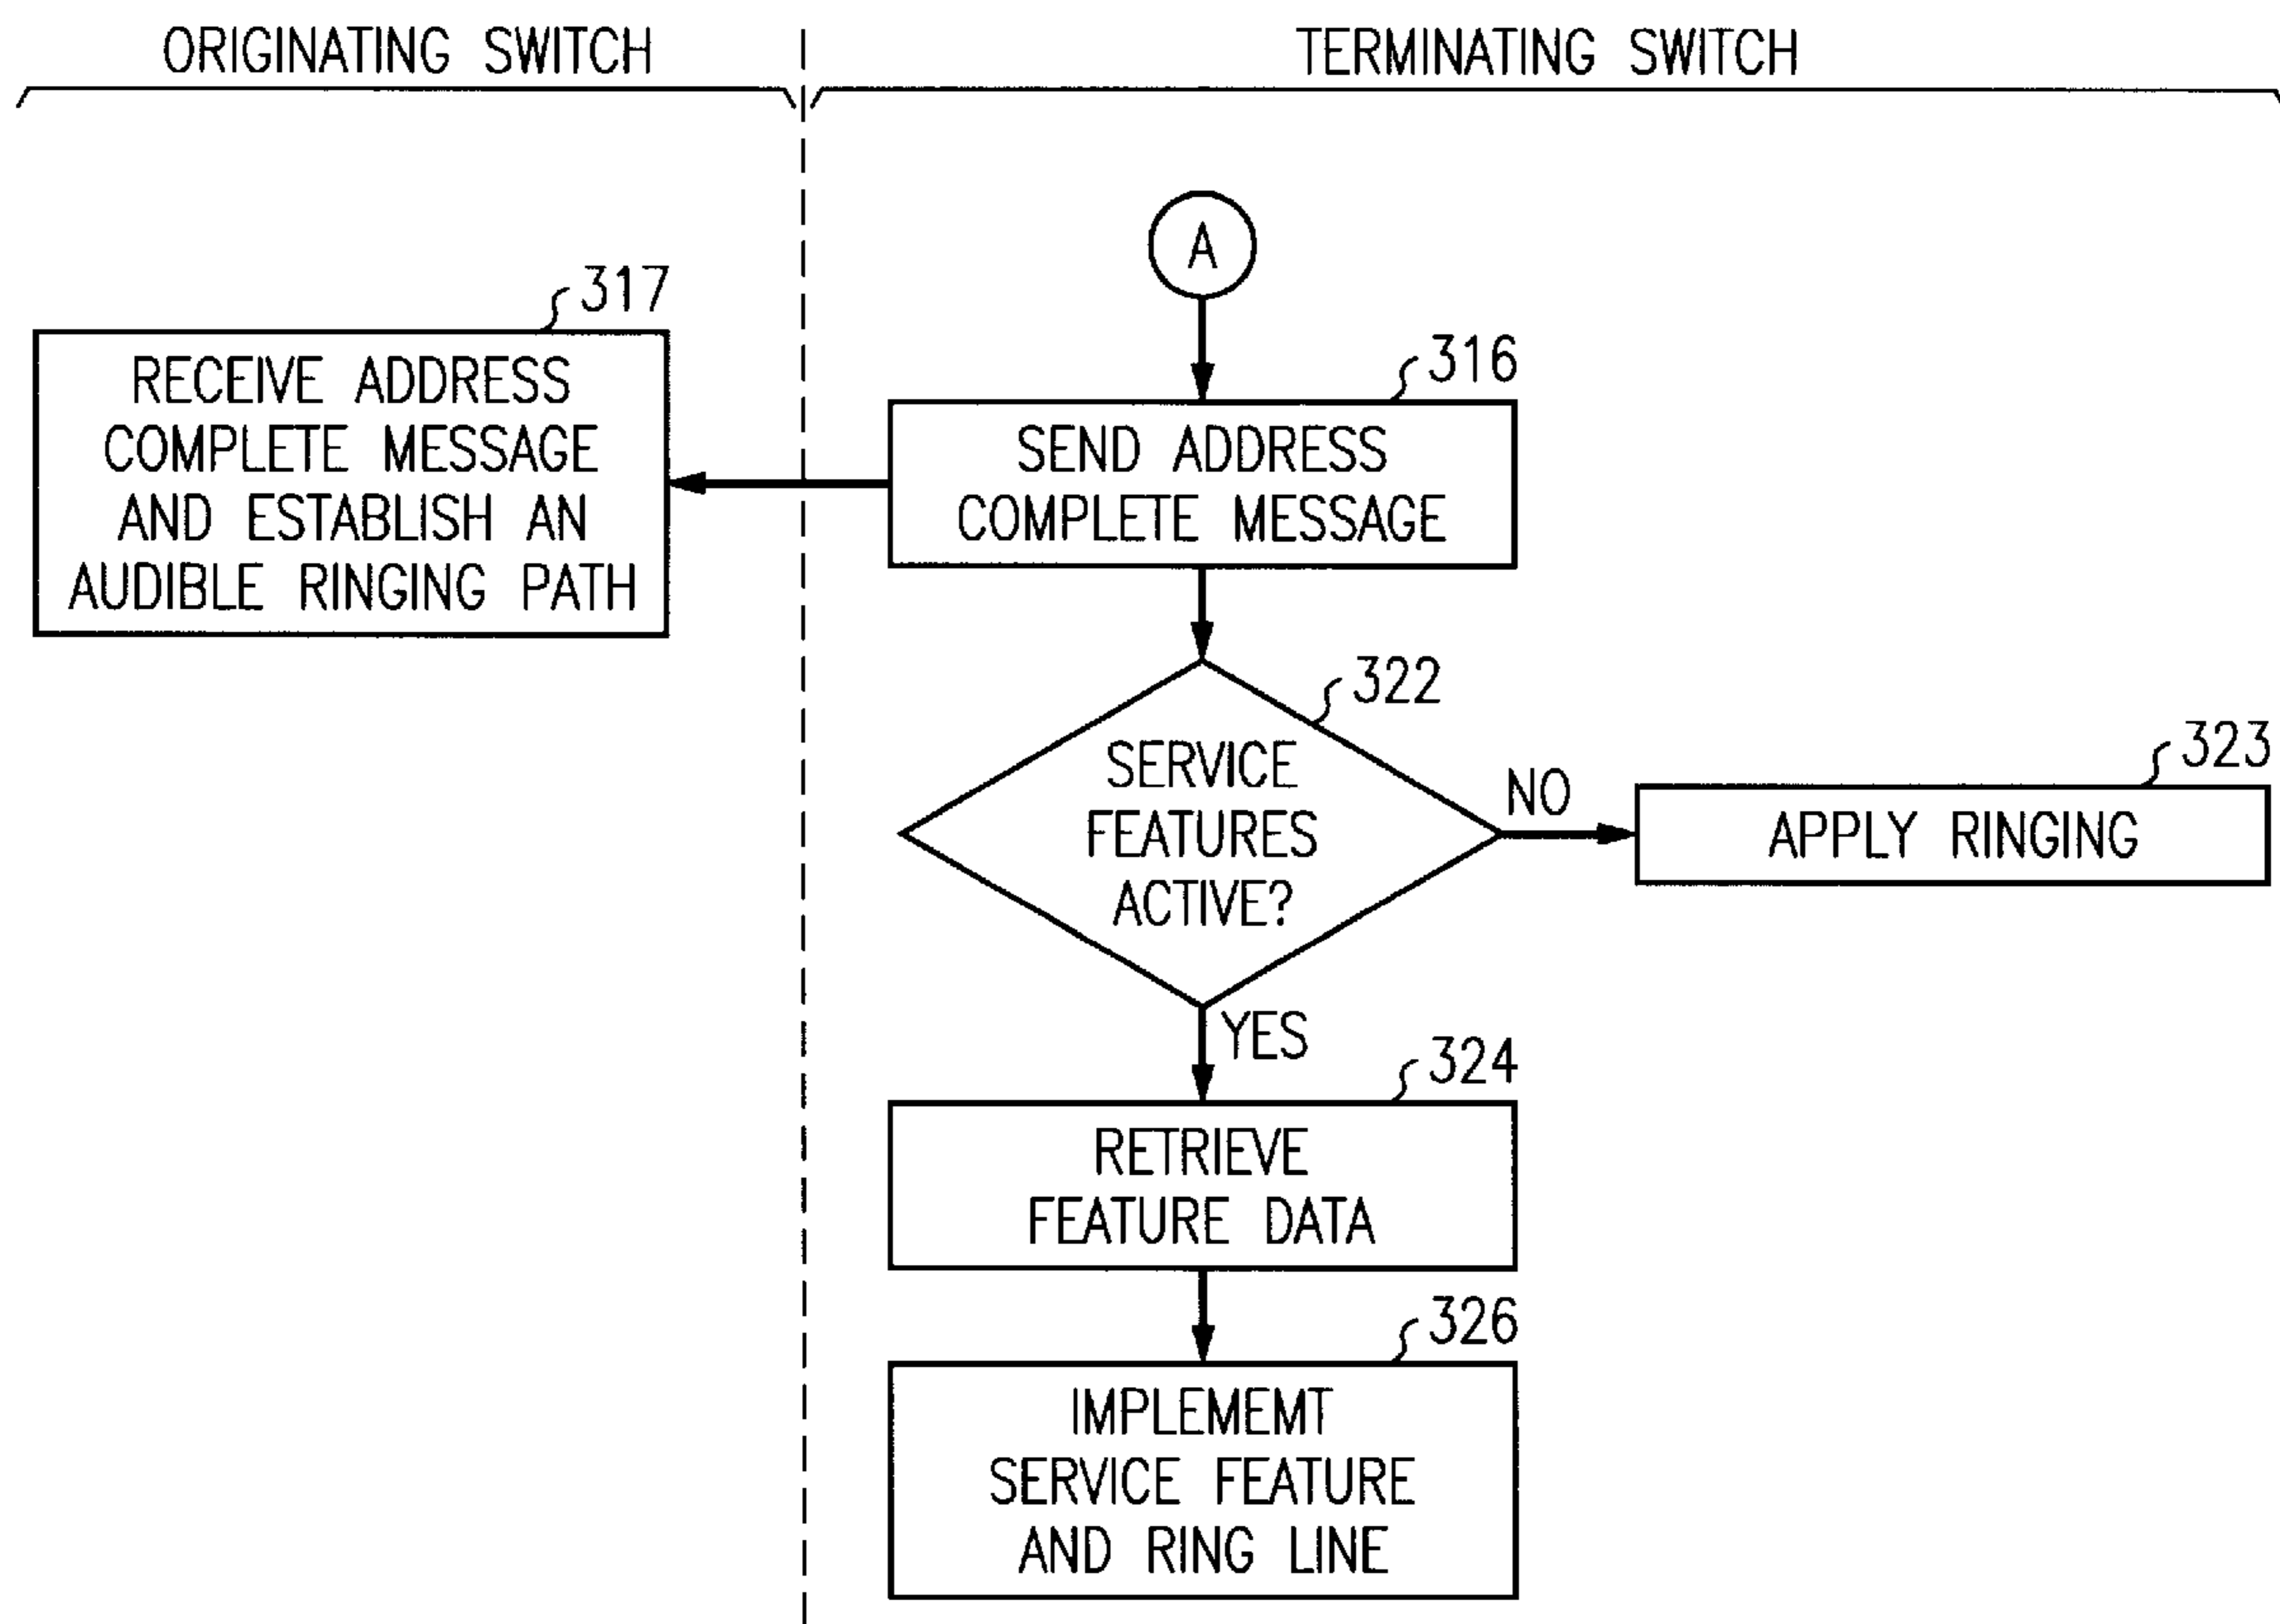 ORIGINATING SWITCH
TERMINATING SWITCH
A
317
RECEIVE ADDRESS
COMPLETE MESSAGE
AND ESTABLISH AN
AUDIBLE RINGING PATH
316
SEND ADDRESS
COMPLETE MESSAGE
322
SERVICE
FEATURES
ACTIVE?
NO
323
APPLY RINGING
YES
324
RETRIEVE
FEATURE DATA
326
IMPLEMEMT
SERVICE FEATURE
AND RING LINE